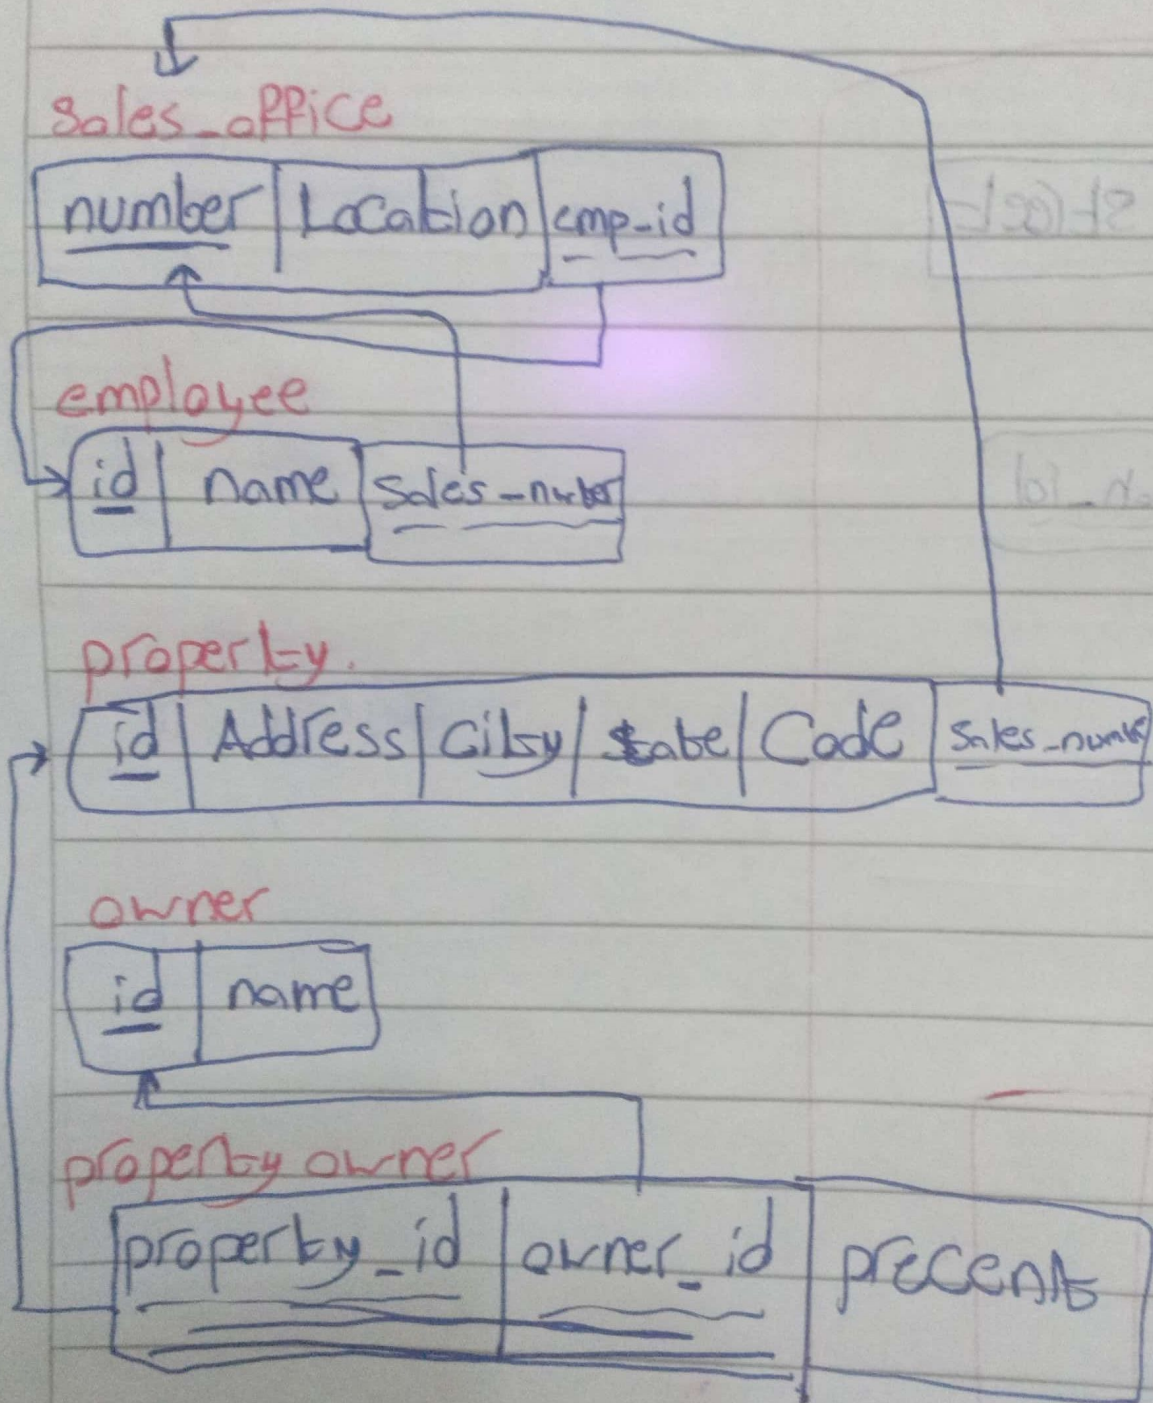 sales_office
number Location emp_id
employee
id name sales_number
property.
id Address City State Code sales_numbe
owner
id name
property owner
property_id owner_id precent